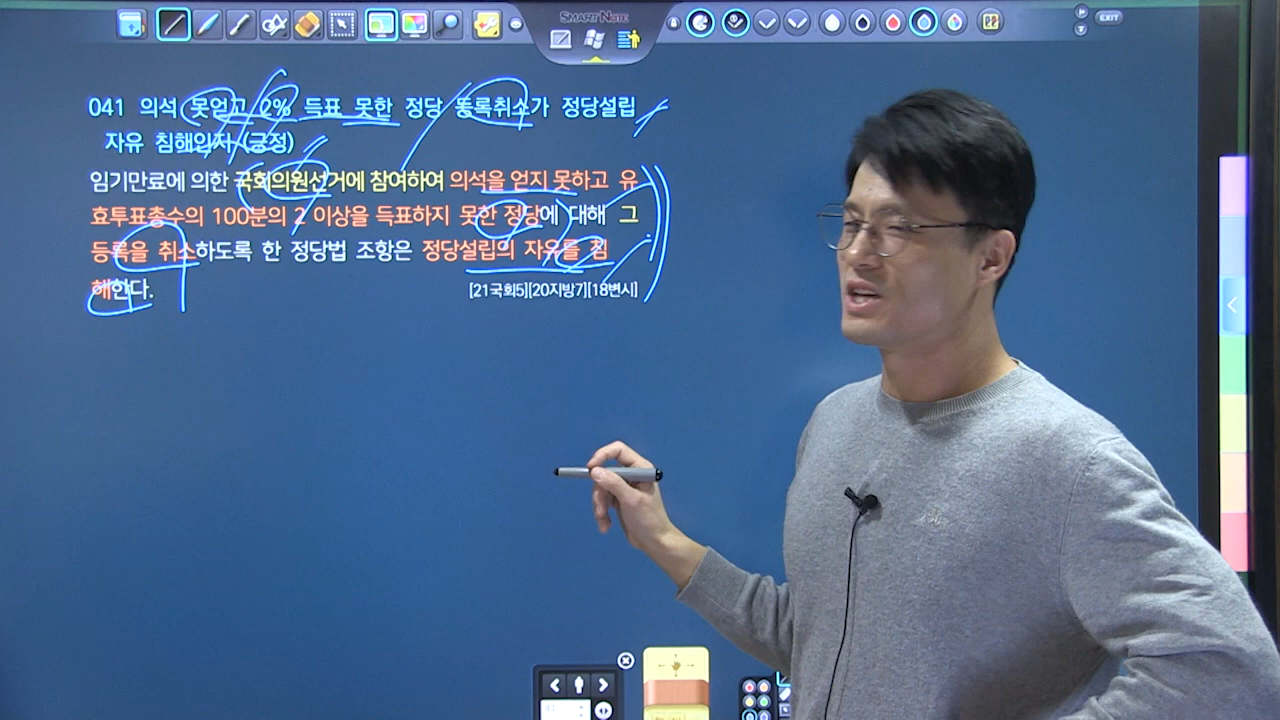 SMARTNOTE
EXIT
041 의석 못얻고 2% 득표 못한 정당 등록취소가 정당설립
자유 침해인지 (긍정)
임기만료에 의한 국회의원선거에 참여하여 의석을 얻지 못하고 유
효투표총수의 100분의 2 이상을 득표하지 못한 정당에 대해 그
등록을 취소하도록 한 정당법 조항은 정당설립의 자유를 침
해한다.
[21국회5][20지방7][18변시]
41